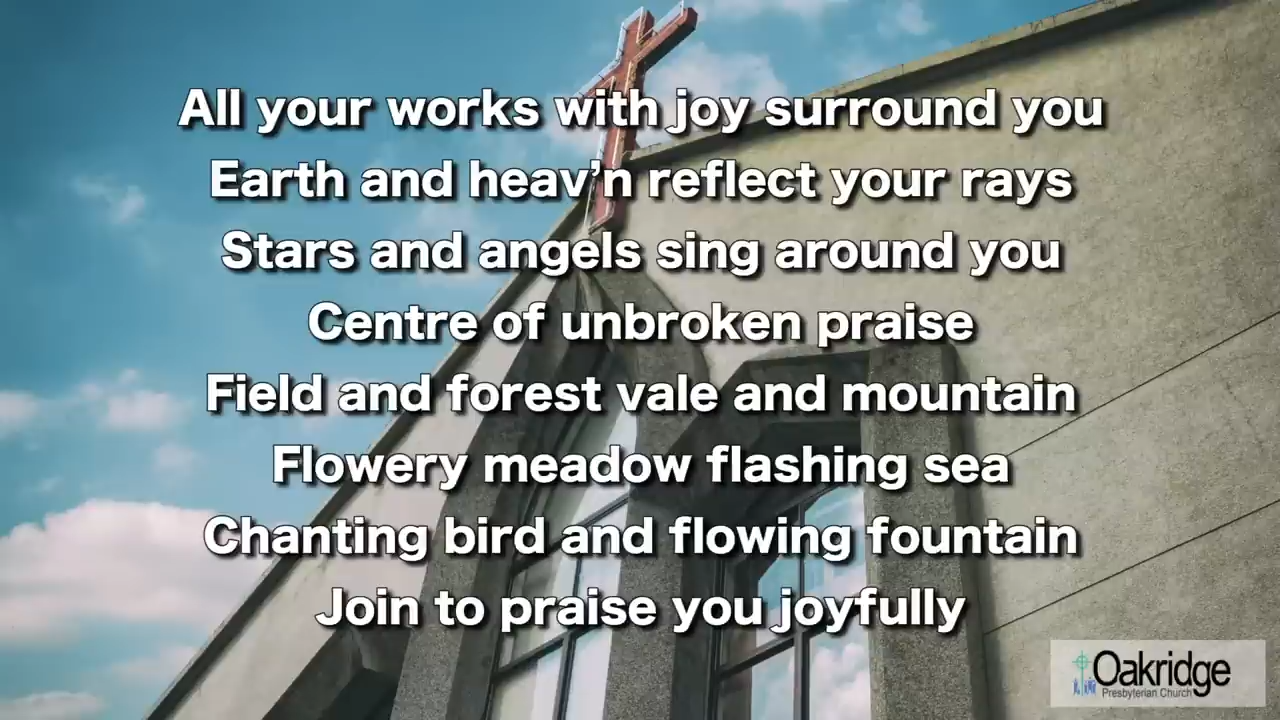 All your works with joy surround you
Earth and heav’n reflect your rays
Stars and angels sing around you
Centre of unbroken praise
Field and forest vale and mountain
Flowery meadow flashing sea
Chanting bird and flowing fountain
Join to praise you joyfully
Oakridge
Presbyterian Church